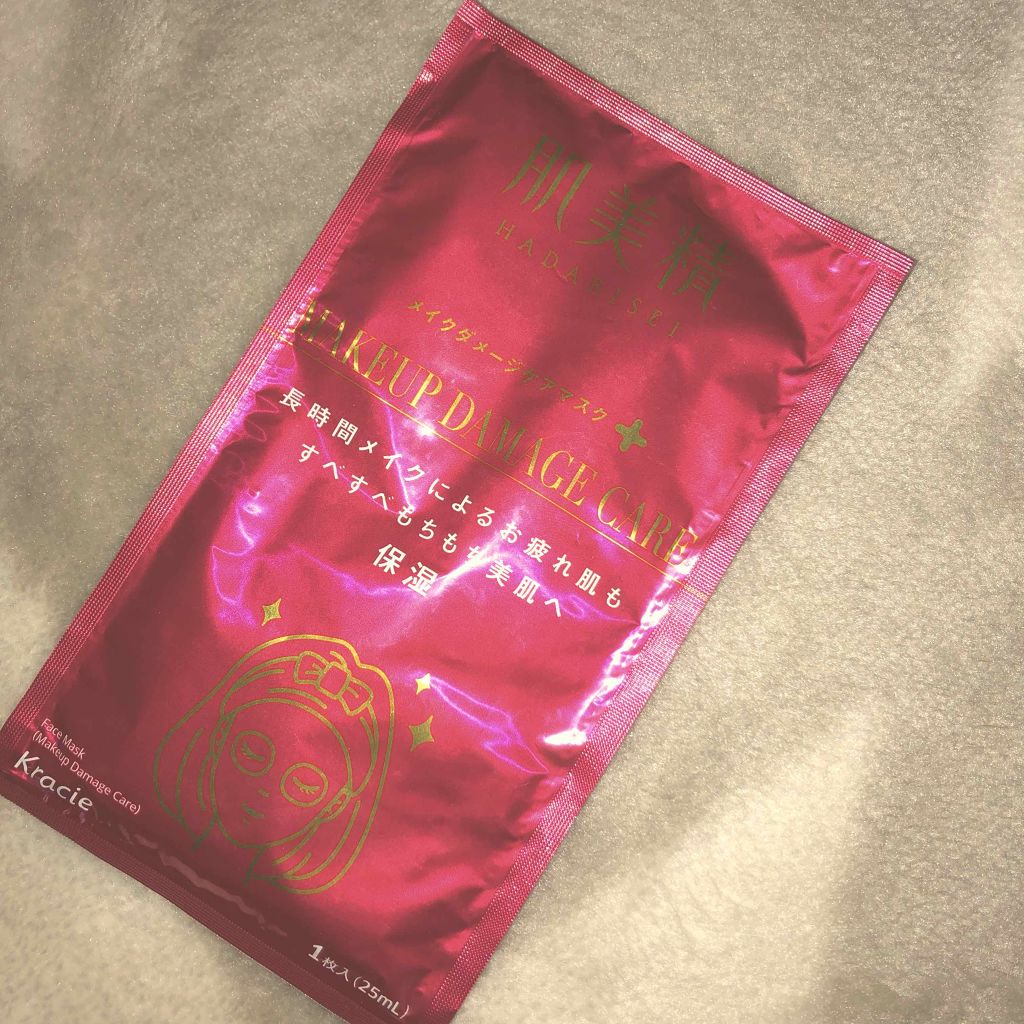 肌美精
HADABISEI
メイクダメージケアマスク
MAKEUP DAMAGE CARE
長時間メイクによるお疲れ肌も
すべすべもちもち美肌へ
保湿
Face Mask
(Makeup Damage Care)
Kracie
1枚入(25mL)